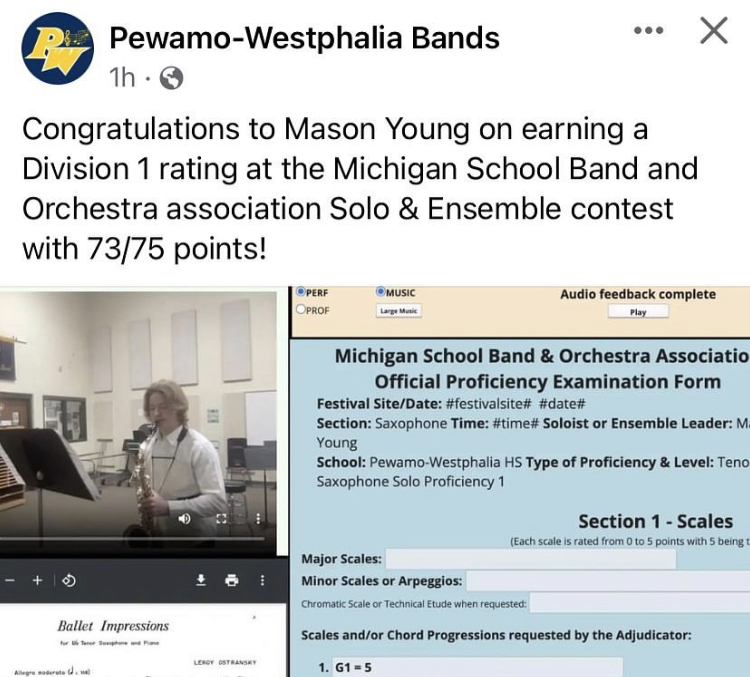 PW
Pewamo-Westphalia Bands
1h
Congratulations to Mason Young on earning a
Division 1 rating at the Michigan School Band and
Orchestra association Solo & Ensemble contest
with 73/75 points!
PERF
MUSIC
Audio feedback complete
PROF
Large Music
Play
Michigan School Band & Orchestra Associatio
Official Proficiency Examination Form
Festival Site/Date: #festivalsite# #date#
Section: Saxophone Time: #time# Soloist or Ensemble Leader: Ma
Young
School: Pewamo-Westphalia HS Type of Proficiency & Level: Teno
Saxophone Solo Proficiency 1
Section 1 - Scales
(Each scale is rated from 0 to 5 points with 5 being t
Major Scales:
Minor Scales or Arpeggios:
Chromatic Scale or Technical Etude when requested:
Scales and/or Chord Progressions requested by the Adjudicator:
1. G1 = 5
Ballet Impressions
for Bb Tenor Saxophone and Piano
LEROY OSTRANSKY
Allegro moderato